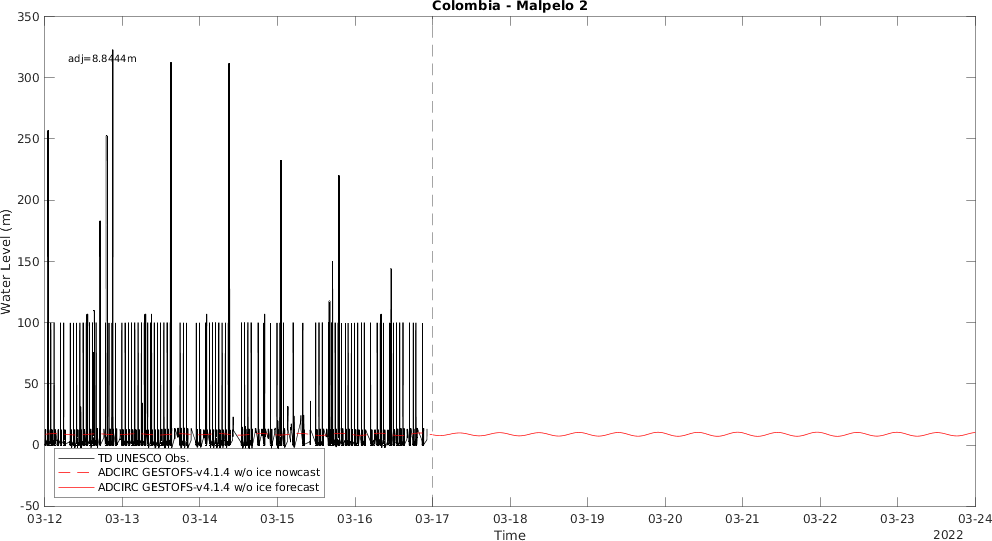 Colombia - Malpelo 2
adj=8.8444m
Water Level (m)
350
300
250
200
150
100
50
0
-50
TD UNESCO Obs.
ADCIRC GESTOFS-v4.1.4 w/o ice nowcast
ADCIRC GESTOFS-v4.1.4 w/o ice forecast
03-12 03-13 03-14 03-15 03-16 03-17 03-18 03-19 03-20 03-21 03-22 03-23 03-24
Time
2022